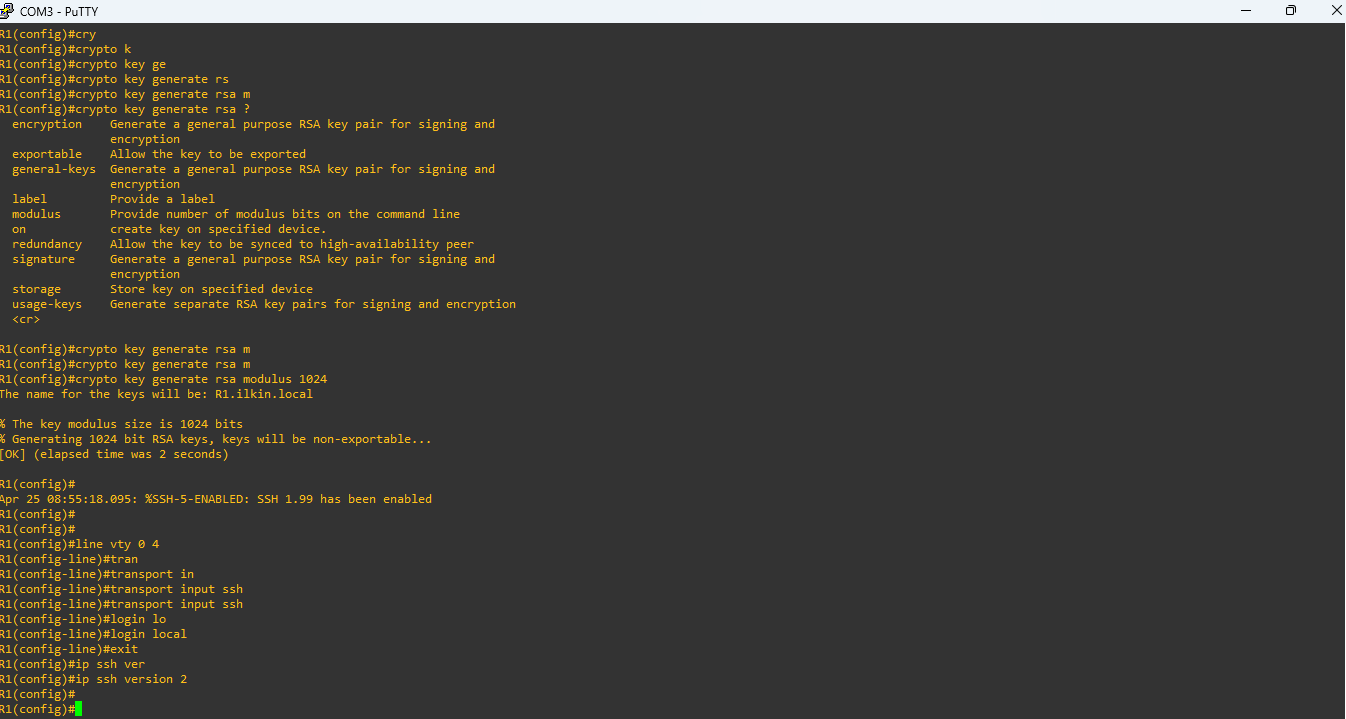 COM3 - PuTTY
R1(config)#cry
R1(config)#crypto k
R1(config)#crypto key ge
R1(config)#crypto key generate rs
R1(config)#crypto key generate rsa m
R1(config)#crypto key generate rsa ?
encryption Generate a general purpose RSA key pair for signing and
encryption
exportable Allow the key to be exported
general-keys Generate a general purpose RSA key pair for signing and
encryption
label Provide a label
modulus Provide number of modulus bits on the command line
on create key on specified device.
redundancy Allow the key to be synced to high-availability peer
signature Generate a general purpose RSA key pair for signing and
encryption
storage Store key on specified device
usage-keys Generate separate RSA key pairs for signing and encryption
<cr>
R1(config)#crypto key generate rsa m
R1(config)#crypto key generate rsa m
R1(config)#crypto key generate rsa modulus 1024
The name for the keys will be: R1.ilkin.local
% The key modulus size is 1024 bits
% Generating 1024 bit RSA keys, keys will be non-exportable...
[OK] (elapsed time was 2 seconds)
R1(config)#
Apr 25 08:55:18.095: %SSH-5-ENABLED: SSH 1.99 has been enabled
R1(config)#
R1(config)#
R1(config)#line vty 0 4
R1(config-line)#tran
R1(config-line)#transport in
R1(config-line)#transport input ssh
R1(config-line)#transport input ssh
R1(config-line)#login lo
R1(config-line)#login local
R1(config-line)#exit
R1(config)#ip ssh ver
R1(config)#ip ssh version 2
R1(config)#
R1(config)#